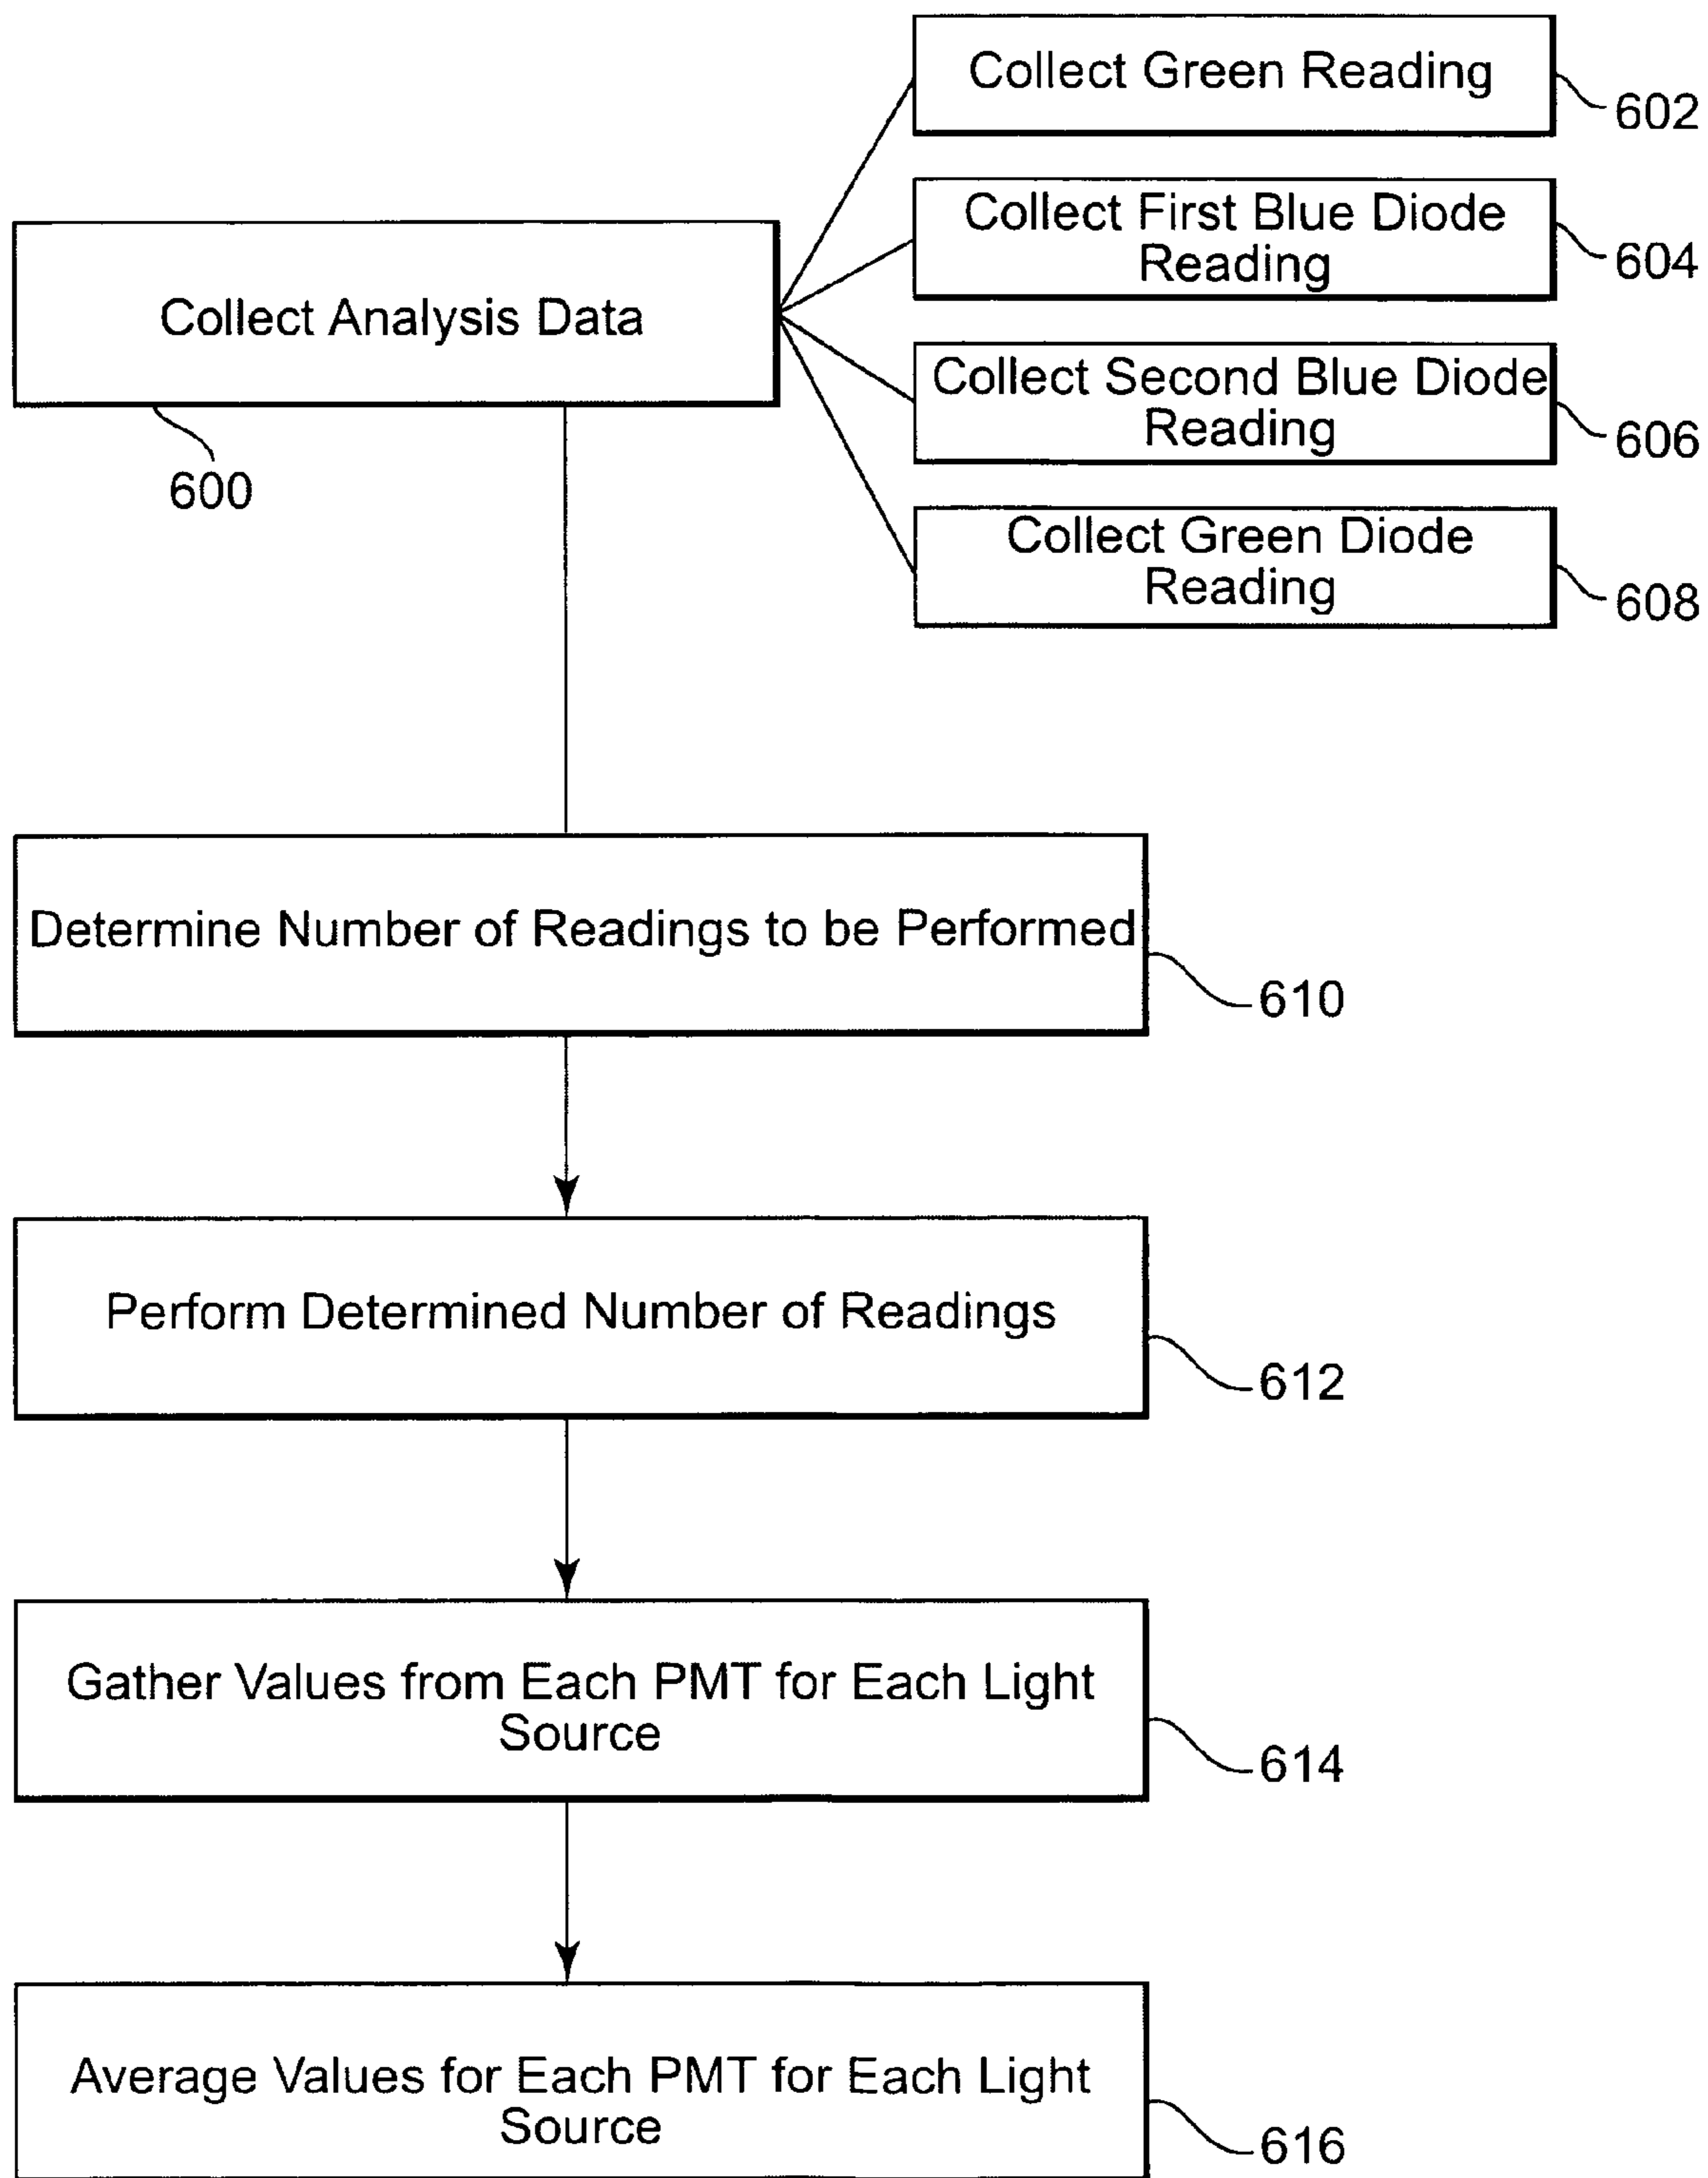 Collect Green Reading
602
Collect First Blue Diode
Reading
604
Collect Analysis Data
600
Collect Second Blue Diode
Reading
606
Collect Green Diode
Reading
608
Determine Number of Readings to be Performed
610
Perform Determined Number of Readings
612
Gather Values from Each PMT for Each Light
Source
614
Average Values for Each PMT for Each Light
Source
616